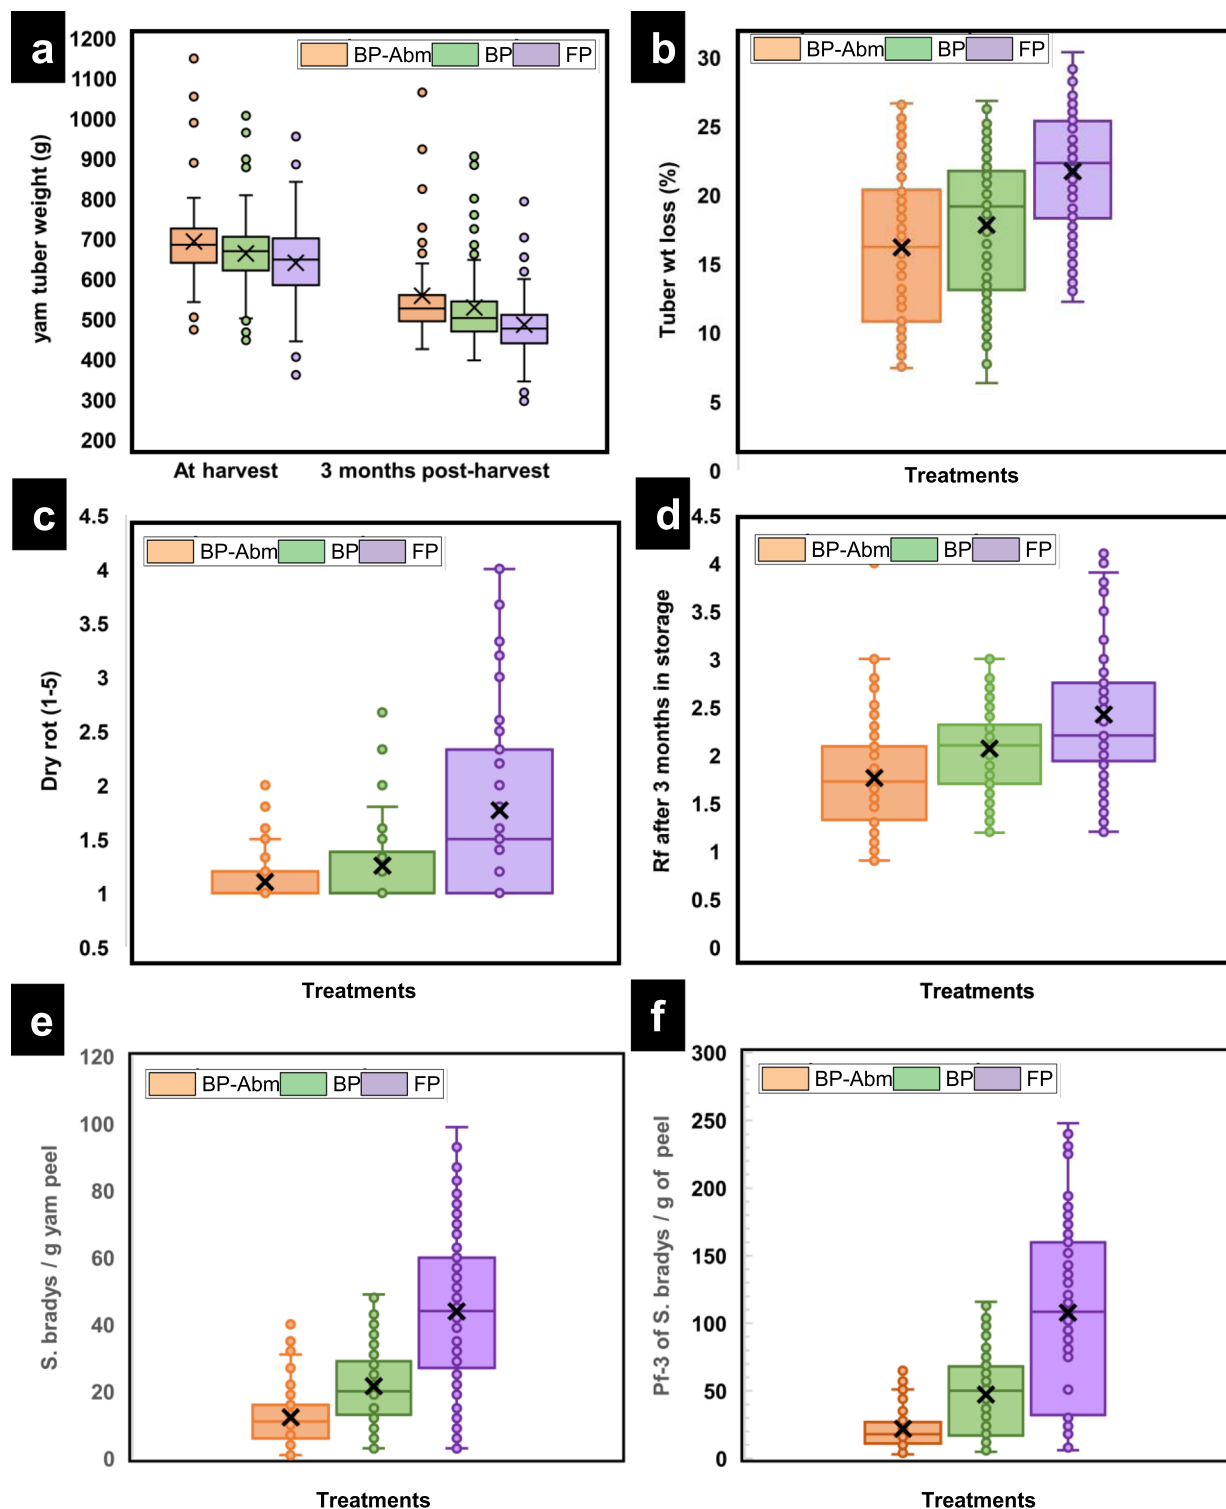 a
BP-Abm BP FP
yam tuber weight (g)
1200
1100
1000
900
800
700
600
500
400
300
200
At harvest 3 months post-harvest
b
BP-Abm BP FP
Tuber wt loss (%)
30
25
20
15
10
5
0
Treatments
c
BP-Abm BP FP
Dry rot (1-5)
4.5
4
3.5
3
2.5
2
1.5
1
0.5
Treatments
d
BP-Abm BP FP
Rf after 3 months in storage
4.5
4
3.5
3
2.5
2
1.5
1
0.5
0
Treatments
e
BP-Abm BP FP
S. bradys / g yam peel
120
100
80
60
40
20
0
Treatments
f
BP-Abm BP FP
Pf-3 of S. bradys / g of peel
300
250
200
150
100
50
0
Treatments